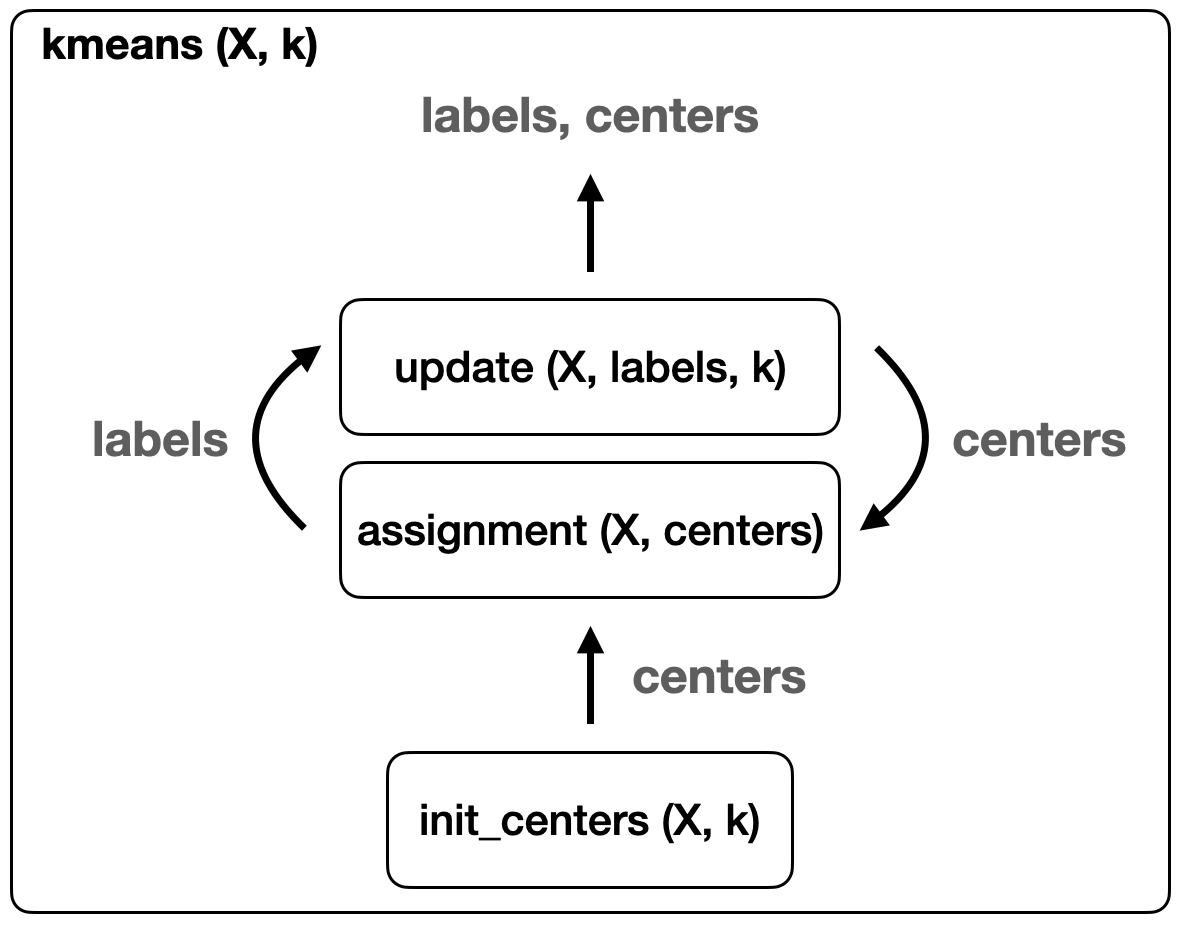 kmeans (X, k)
labels, centers
update (X, labels, k)
labels
centers
assignment (X, centers)
centers
init_centers (X, k)